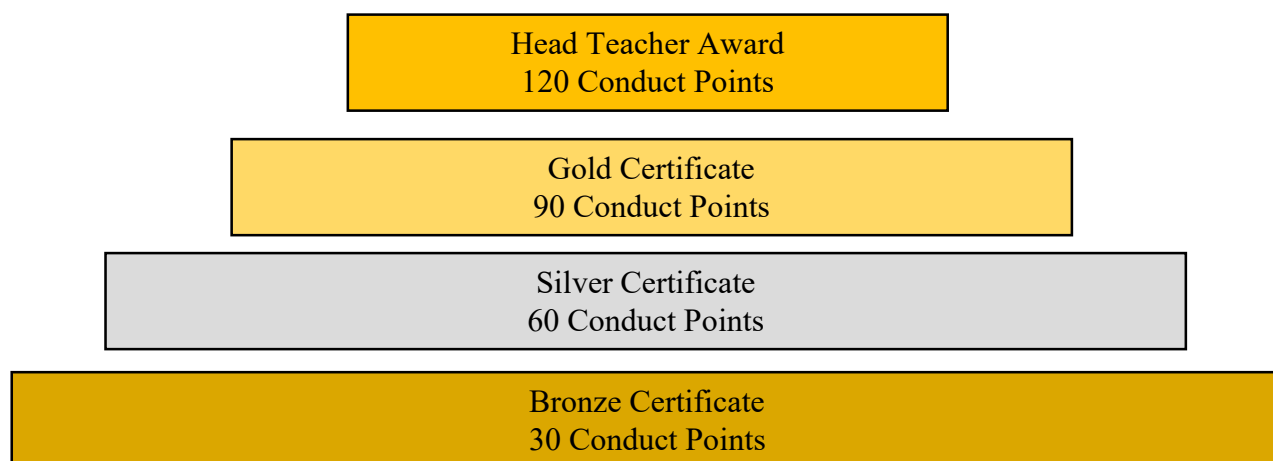 Head Teacher Award
120 Conduct Points
Gold Certificate
90 Conduct Points
Silver Certificate
60 Conduct Points
Bronze Certificate
30 Conduct Points